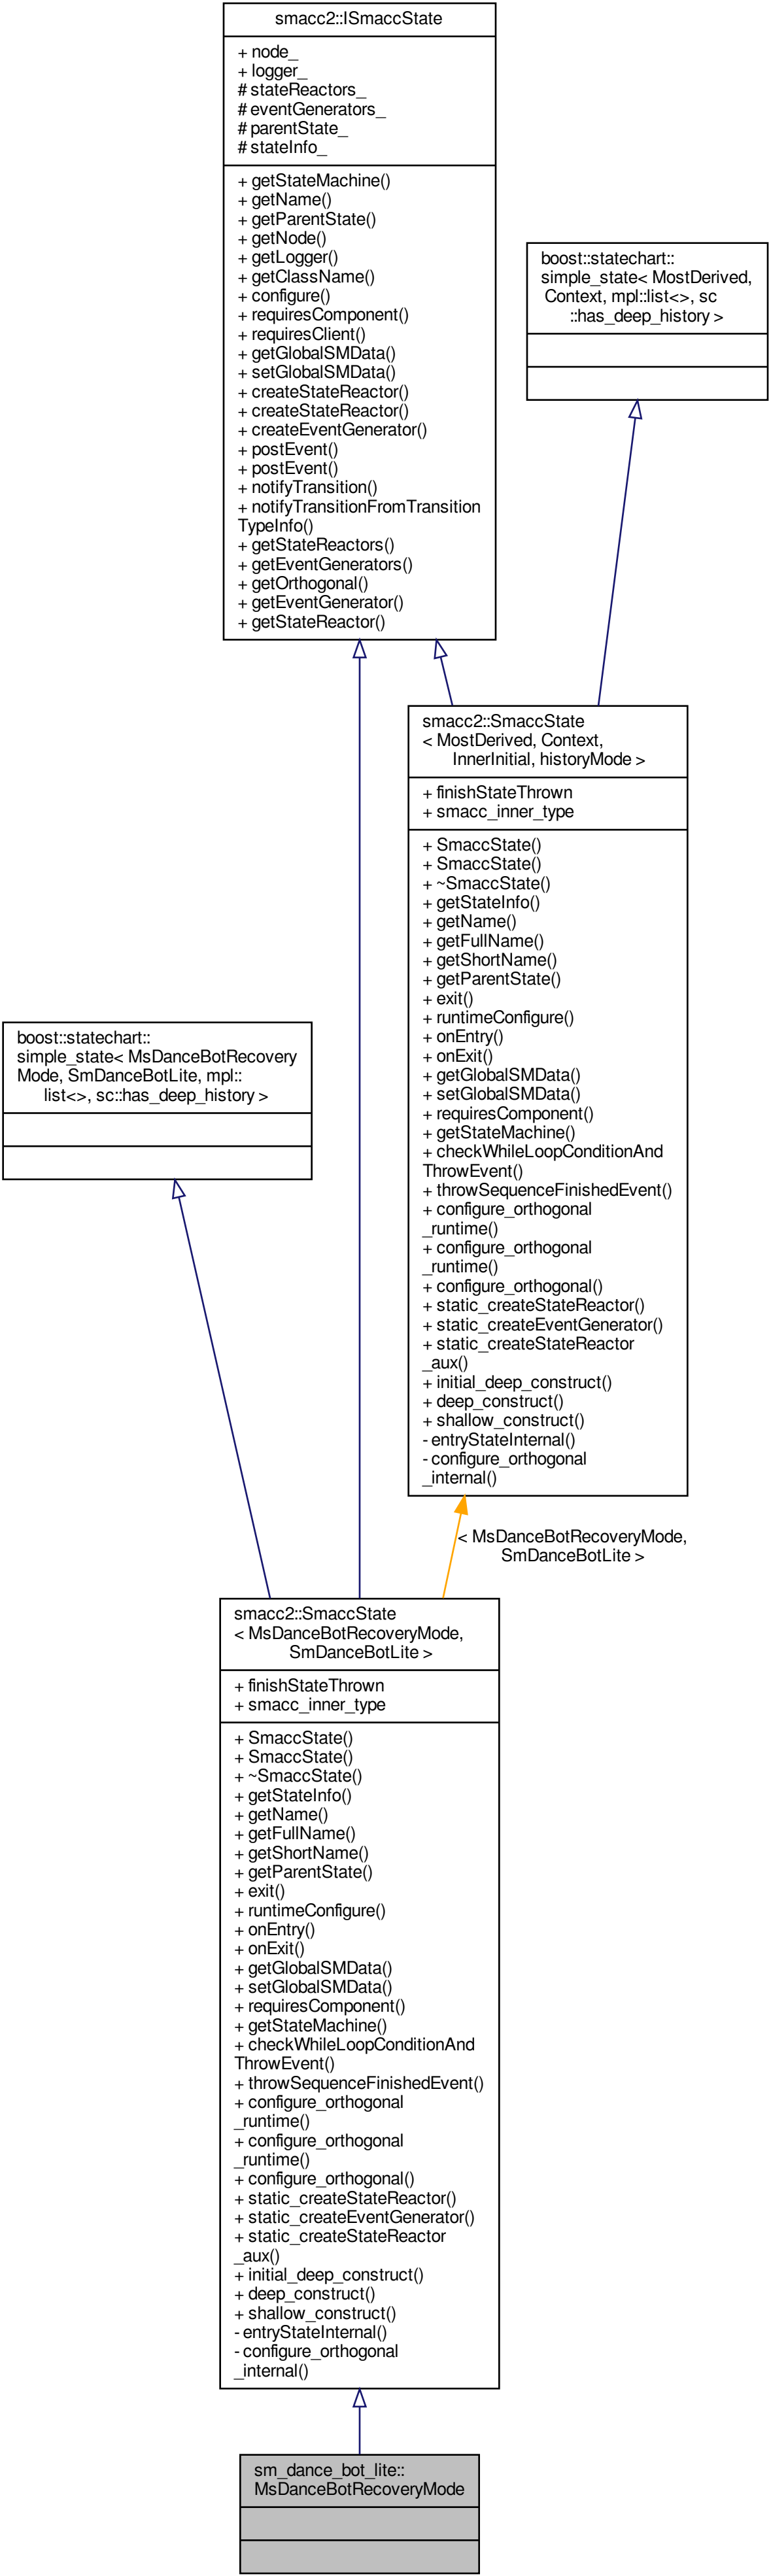 smacc2::ISmaccState
+ node_
+ logger_
# stateReactors_
# eventGenerators_
# parentState_
# stateInfo_
+ getStateMachine()
+ getName()
+ getParentState()
+ getNode()
+ getLogger()
+ getClassName()
+ configure()
+ requiresComponent()
+ requiresClient()
+ getGlobalSMData()
+ setGlobalSMData()
+ createStateReactor()
+ createStateReactor()
+ createEventGenerator()
+ postEvent()
+ postEvent()
+ notifyTransition()
+ notifyTransitionFromTransition
TypeInfo()
+ getStateReactors()
+ getEventGenerators()
+ getOrthogonal()
+ getEventGenerator()
+ getStateReactor()
boost::statechart::
simple_state< MostDerived,
Context, mpl::list<>, sc
::has_deep_history >
smacc2::SmaccState
< MostDerived, Context,
InnerInitial, historyMode >
+ finishStateThrown
+ smacc_inner_type
+ SmaccState()
+ SmaccState()
+ ~SmaccState()
+ getStateInfo()
+ getName()
+ getFullName()
+ getShortName()
+ getParentState()
+ exit()
+ runtimeConfigure()
+ onEntry()
+ onExit()
+ getGlobalSMData()
+ setGlobalSMData()
+ requiresComponent()
+ getStateMachine()
+ checkWhileLoopConditionAnd
ThrowEvent()
+ throwSequenceFinishedEvent()
+ configure_orthogonal
_runtime()
+ configure_orthogonal
_runtime()
+ configure_orthogonal()
+ static_createStateReactor()
+ static_createEventGenerator()
+ static_createStateReactor
_aux()
+ initial_deep_construct()
+ deep_construct()
+ shallow_construct()
- entryStateInternal()
- configure_orthogonal
_internal()
boost::statechart::
simple_state< MsDanceBotRecovery
Mode, SmDanceBotLite, mpl::
list<>, sc::has_deep_history >
< MsDanceBotRecoveryMode,
SmDanceBotLite >
smacc2::SmaccState
< MsDanceBotRecoveryMode,
SmDanceBotLite >
+ finishStateThrown
+ smacc_inner_type
+ SmaccState()
+ SmaccState()
+ ~SmaccState()
+ getStateInfo()
+ getName()
+ getFullName()
+ getShortName()
+ getParentState()
+ exit()
+ runtimeConfigure()
+ onEntry()
+ onExit()
+ getGlobalSMData()
+ setGlobalSMData()
+ requiresComponent()
+ getStateMachine()
+ checkWhileLoopConditionAnd
ThrowEvent()
+ throwSequenceFinishedEvent()
+ configure_orthogonal
_runtime()
+ configure_orthogonal
_runtime()
+ configure_orthogonal()
+ static_createStateReactor()
+ static_createEventGenerator()
+ static_createStateReactor
_aux()
+ initial_deep_construct()
+ deep_construct()
+ shallow_construct()
- entryStateInternal()
- configure_orthogonal
_internal()
sm_dance_bot_lite::
MsDanceBotRecoveryMode